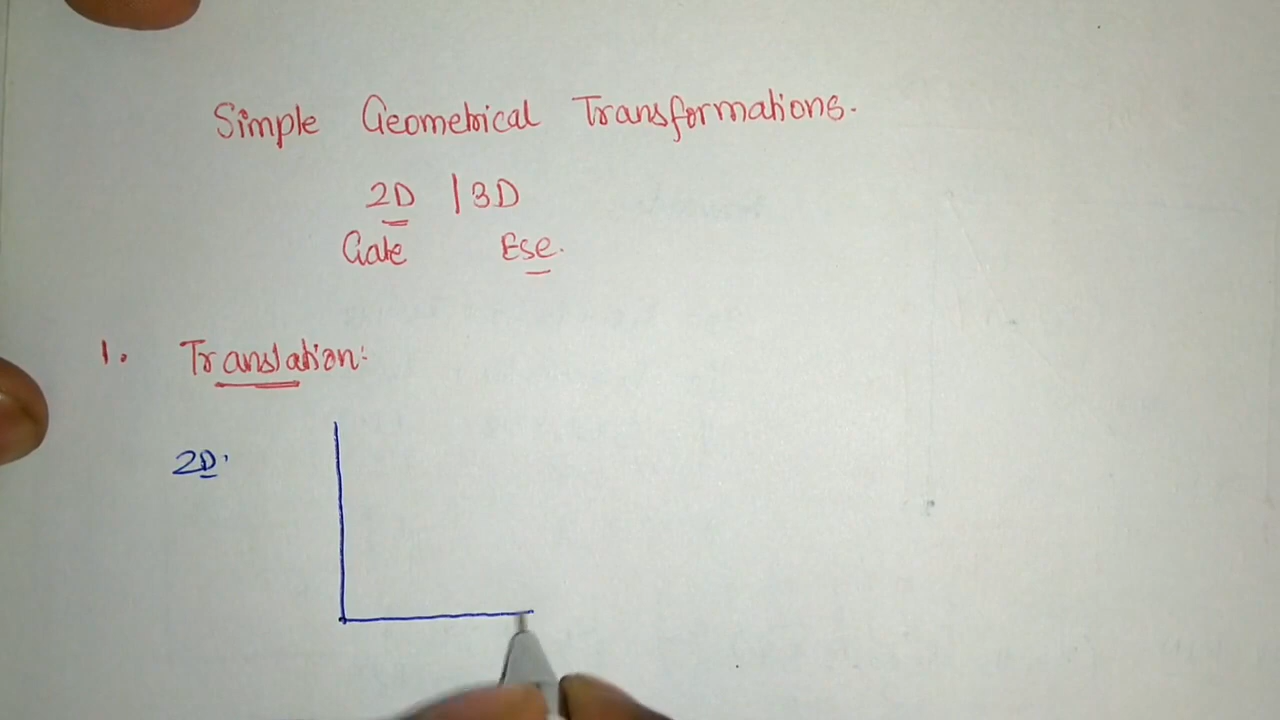 Simple Geometrical Transformations.
2D | 3D
Gate Ese.
1. Translation:
2D.